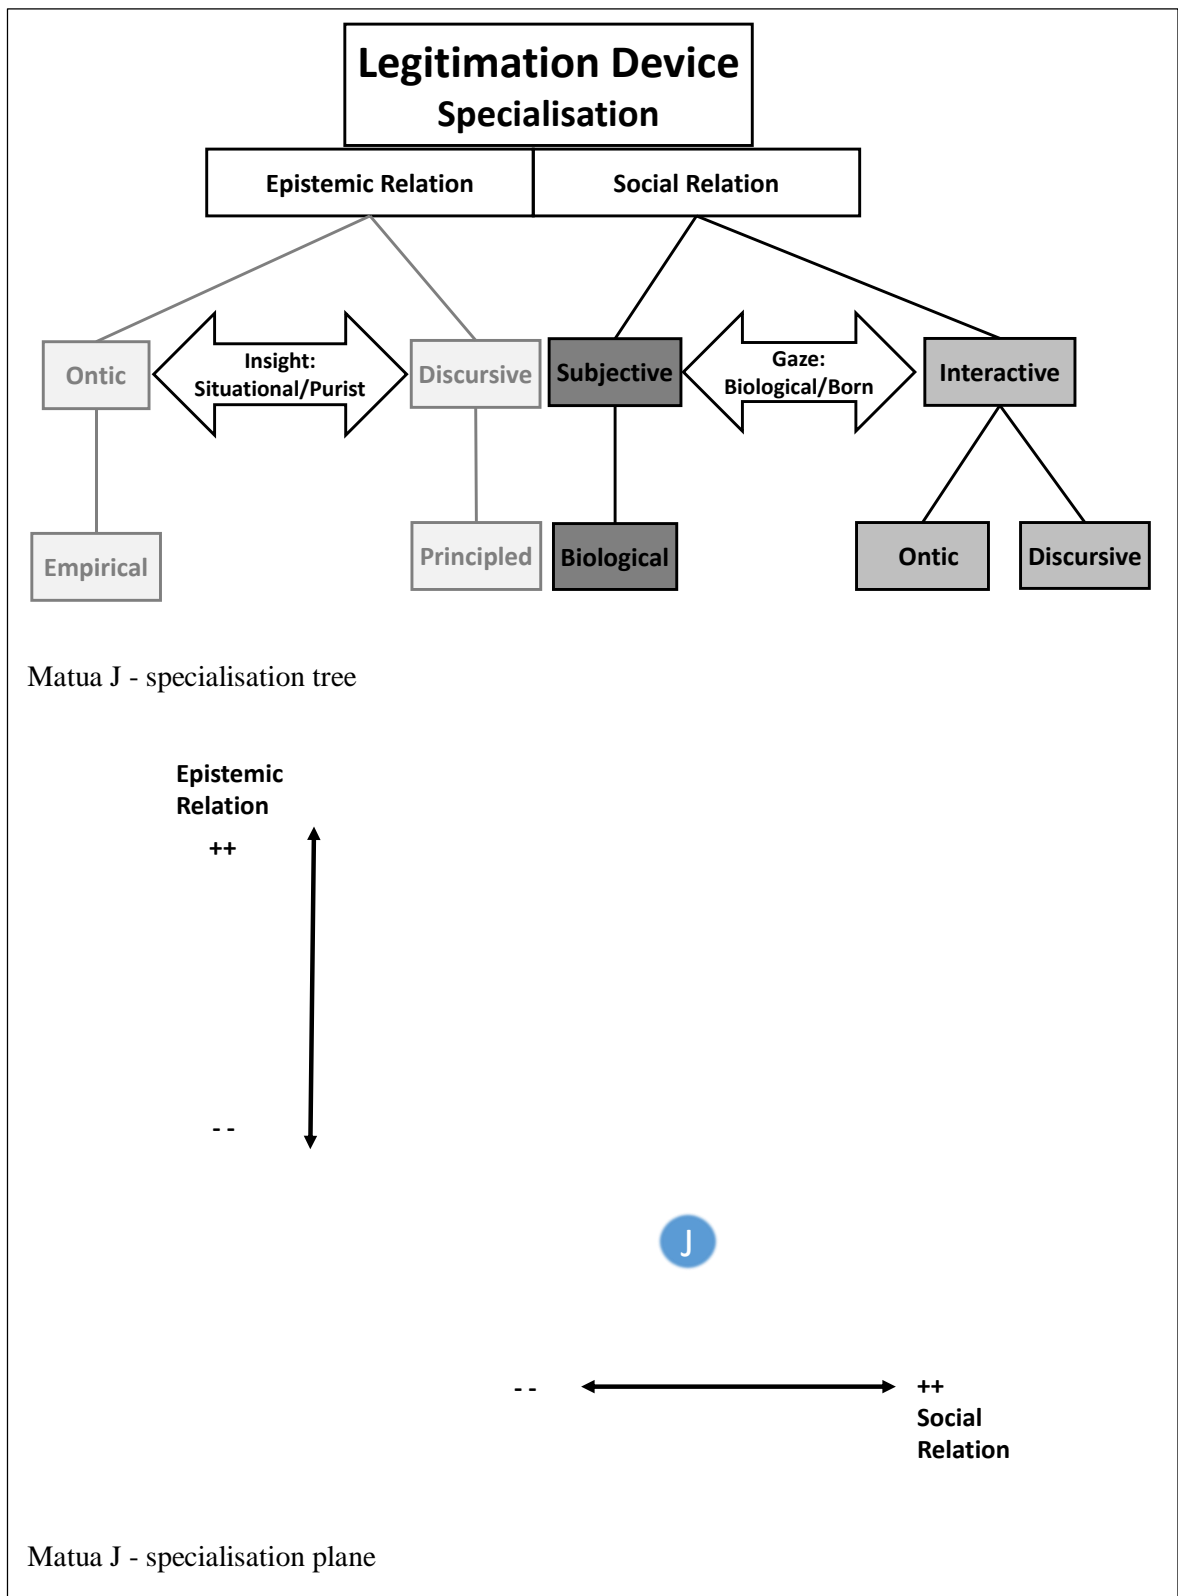 Legitimation Device
Specialisation
Epistemic Relation
Social Relation
Ontic
Insight:
Situational/Purist
Discursive
Subjective
Gaze:
Biological/Born
Interactive
Empirical
Principled
Biological
Ontic
Discursive
Matua J - specialisation tree
Epistemic
Relation
++
- -
J
- -
++
Social
Relation
Matua J - specialisation plane